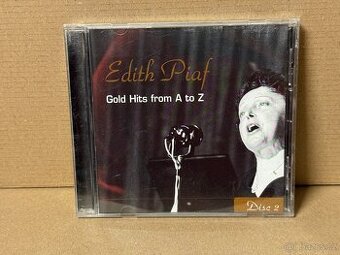 Edith Piaf
Gold Hits from A to Z
Disc 2